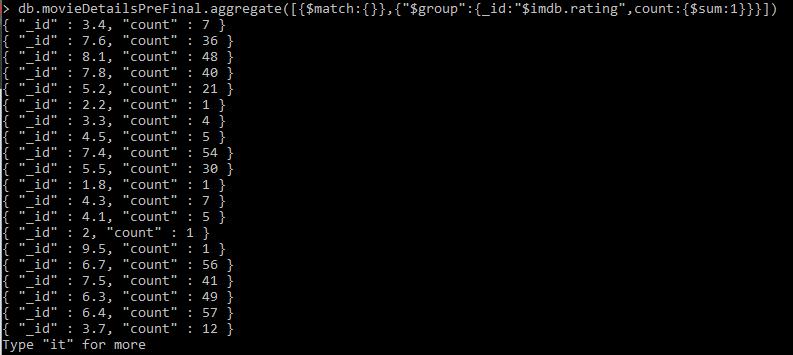 > db.movieDetailsPreFinal.aggregate([{$match:{}},{"$group":{_id:"$imdb.rating",count:{$sum:1}}}])
{ "_id" : 3.4, "count" : 7 }
{ "_id" : 7.6, "count" : 36 }
{ "_id" : 8.1, "count" : 48 }
{ "_id" : 7.8, "count" : 40 }
{ "_id" : 5.2, "count" : 21 }
{ "_id" : 2.2, "count" : 1 }
{ "_id" : 3.3, "count" : 4 }
{ "_id" : 4.5, "count" : 5 }
{ "_id" : 7.4, "count" : 54 }
{ "_id" : 5.5, "count" : 30 }
{ "_id" : 1.8, "count" : 1 }
{ "_id" : 4.3, "count" : 7 }
{ "_id" : 4.1, "count" : 5 }
{ "_id" : 2, "count" : 1 }
{ "_id" : 9.5, "count" : 1 }
{ "_id" : 6.7, "count" : 56 }
{ "_id" : 7.5, "count" : 41 }
{ "_id" : 6.3, "count" : 49 }
{ "_id" : 6.4, "count" : 57 }
{ "_id" : 3.7, "count" : 12 }
Type "it" for more